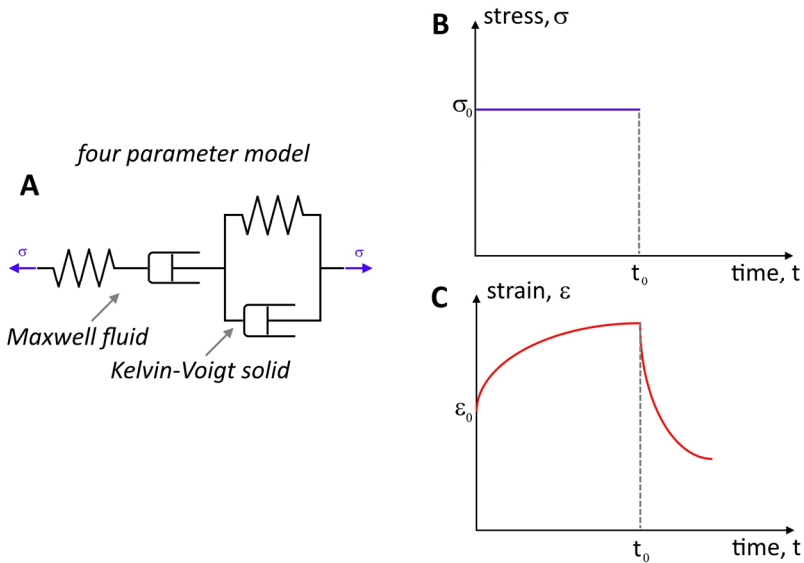 A
four parameter model
σ
σ
Maxwell fluid
Kelvin-Voigt solid
B
stress, σ
σ₀
t₀
time, t
C
strain, ε
ε₀
t₀
time, t